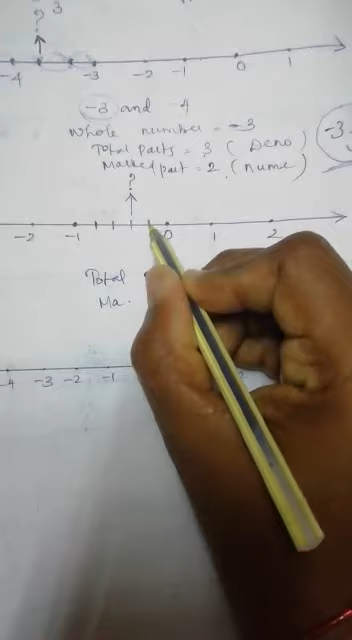 3
?
-4 -3 -2 -1 0 1
-3 and -4
Whole number = -3
Total parts = 3 (Deno)
Marked part = 2 (nume)
-3
?
-2 -1 0 1 2
Total
Ma.
-4 -3 -2 -1